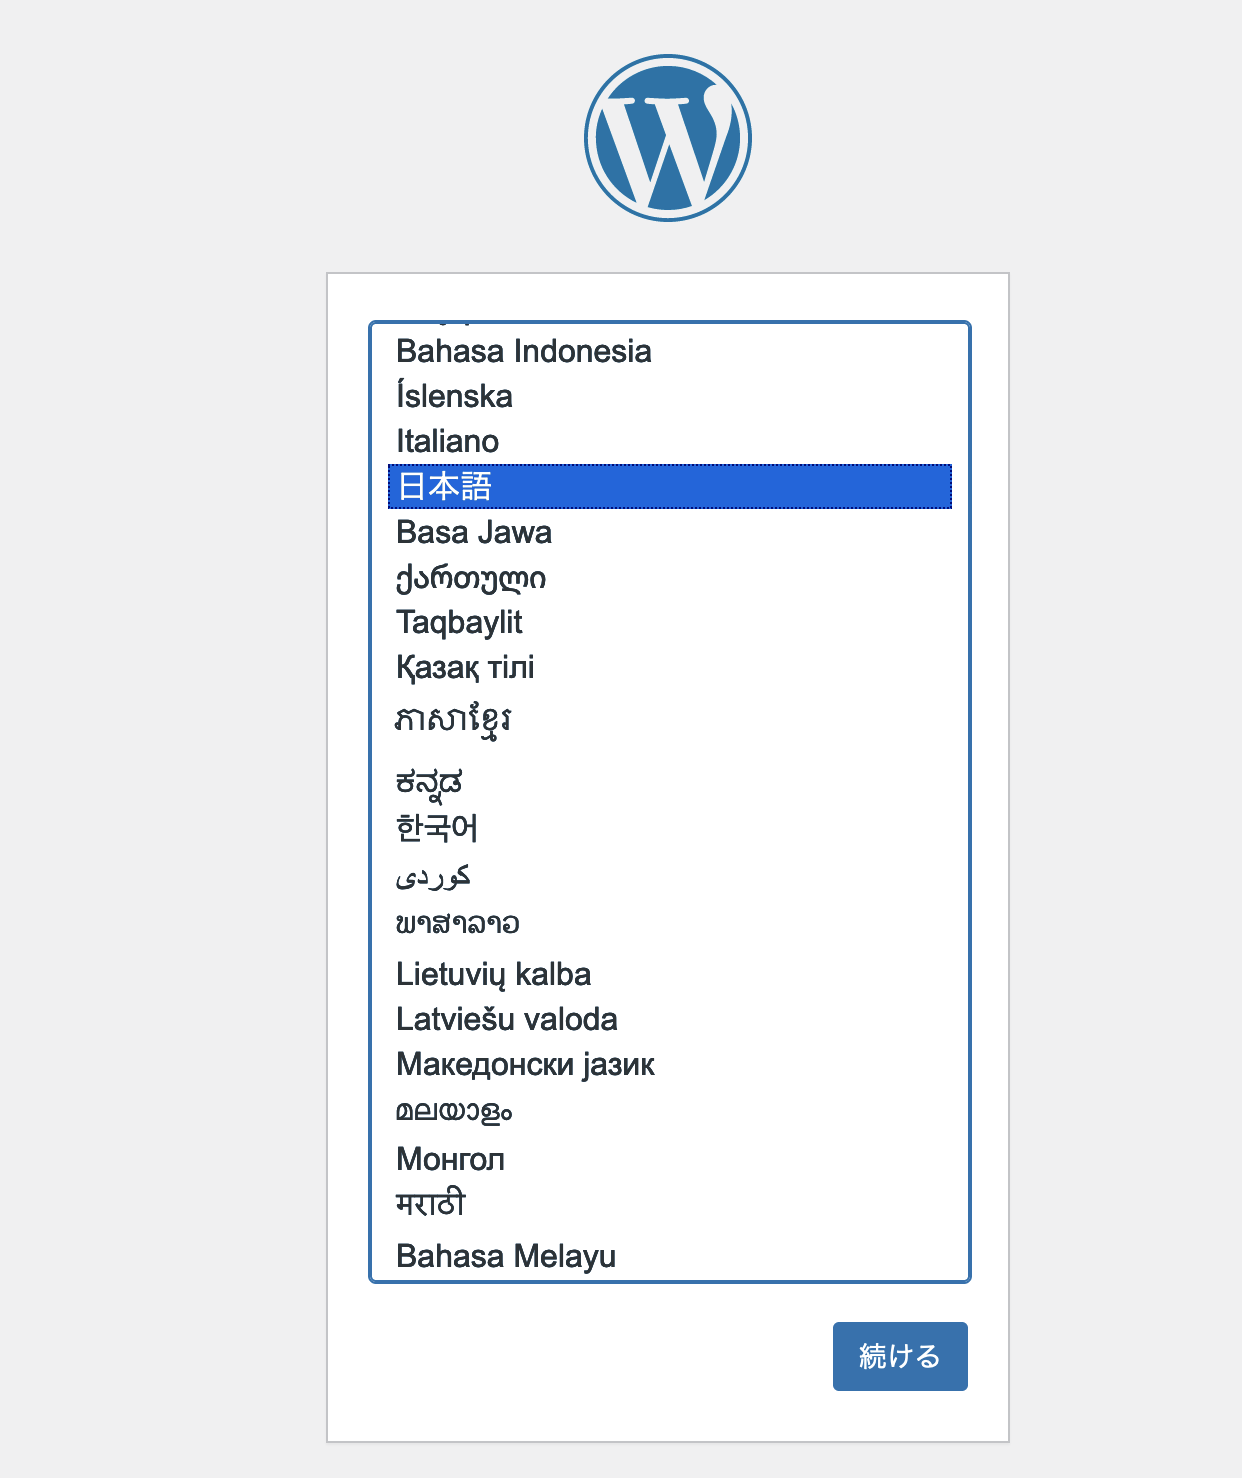 Bahasa Indonesia
Íslenska
Italiano
日本語
Basa Jawa
ქართული
Taqbaylit
Қазақ тілі
ភាសាខ្មែរ
ಕನ್ನಡ
한국어
كوردی
ພາສາລາວ
Lietuvių kalba
Latviešu valoda
Македонски јазик
മലയാളം
Монгол
मराठी
Bahasa Melayu
続ける